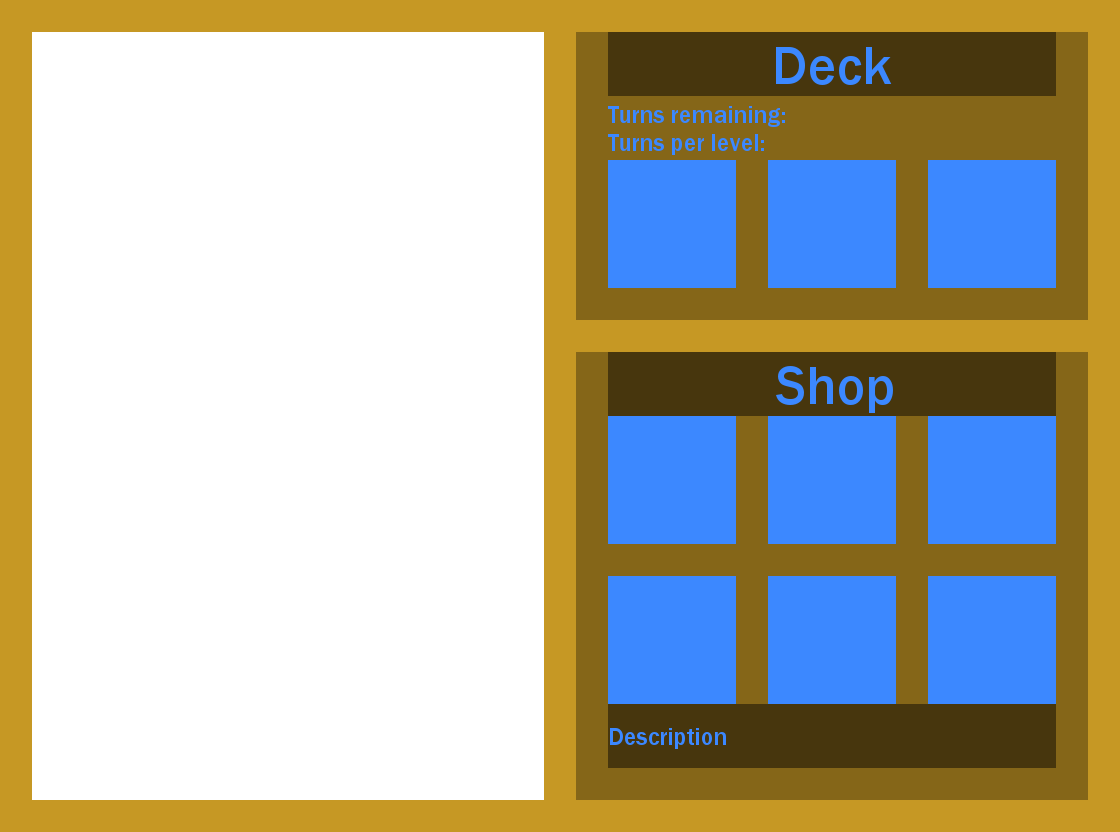 Deck
Turns remaining:
Turns per level:
Shop
Description